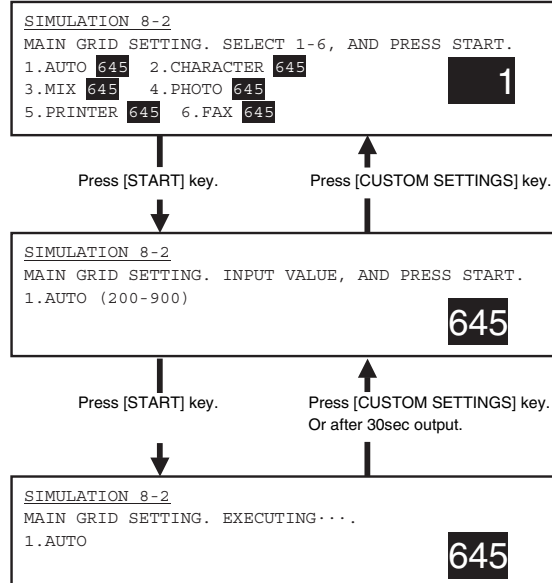 SIMULATION 8-2
MAIN GRID SETTING. SELECT 1-6, AND PRESS START.
1.AUTO 645 2.CHARACTER 645
3.MIX 645 4.PHOTO 645
5.PRINTER 645 6.FAX 645
1
Press [START] key.
Press [CUSTOM SETTINGS] key.
SIMULATION 8-2
MAIN GRID SETTING. INPUT VALUE, AND PRESS START.
1.AUTO (200-900)
645
Press [START] key.
Press [CUSTOM SETTINGS] key.
Or after 30sec output.
SIMULATION 8-2
MAIN GRID SETTING. EXECUTING···.
1.AUTO
645